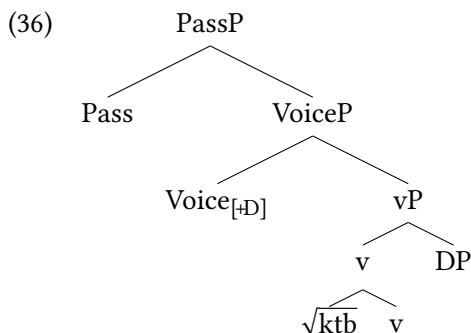 (36) PassP
Pass VoiceP
Voice[+D] vP
v DP
√ktb v